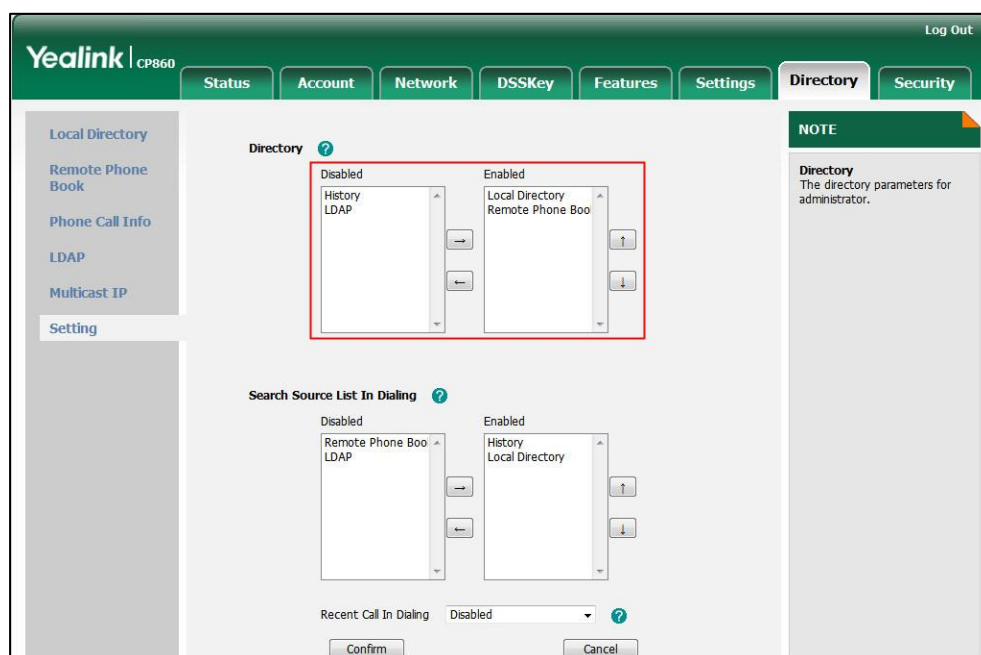 Log Out
Yealink | CP860
Status Account Network DSSKey Features Settings Directory Security
Local Directory
Remote Phone
Book
Phone Call Info
LDAP
Multicast IP
Setting
Directory ?
Disabled Enabled
History
LDAP
→
←
Local Directory
Remote Phone Boo
↑
↓
Search Source List In Dialing ?
Disabled Enabled
Remote Phone Boo
LDAP
→
←
History
Local Directory
↑
↓
Recent Call In Dialing Disabled ?
Confirm Cancel
NOTE
Directory
The directory parameters for
administrator.